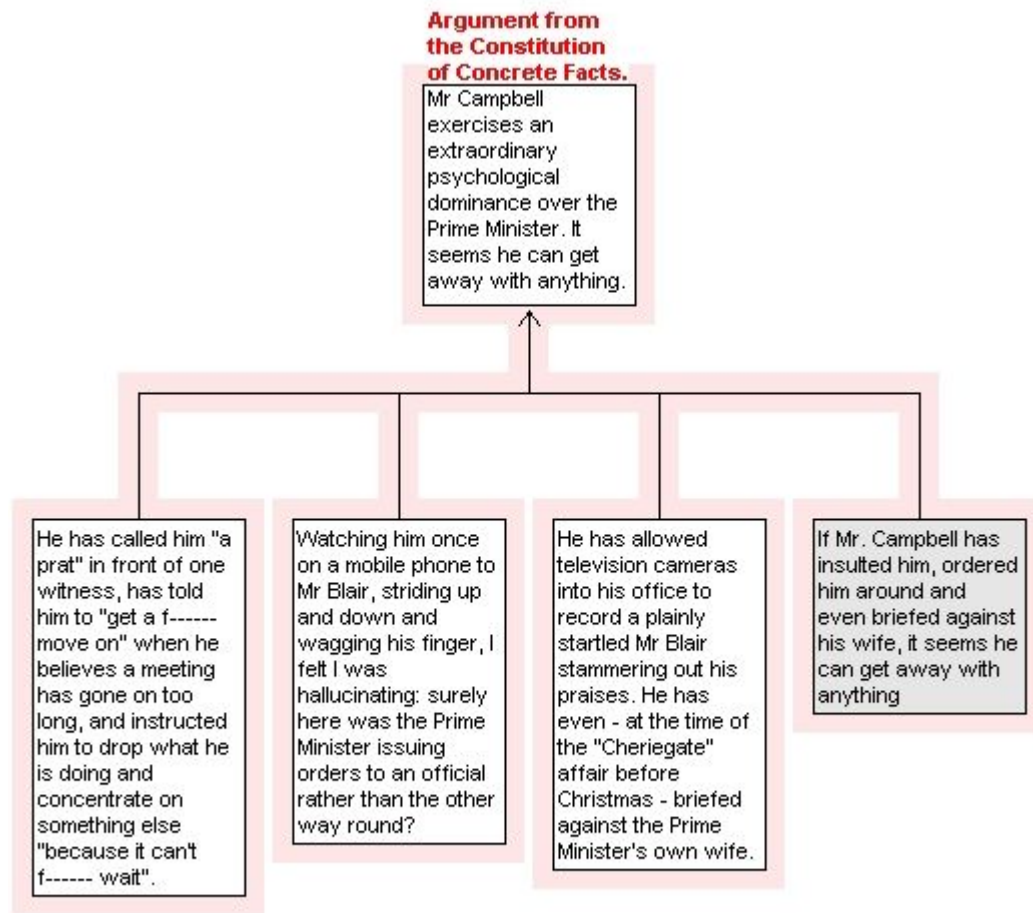 Argument from
the Constitution
of Concrete Facts.
Mr Campbell
exercises an
extraordinary
psychological
dominance over the
Prime Minister. It
seems he can get
away with anything.
He has called him "a
prat" in front of one
witness, has told
him to "get a f------
move on" when he
believes a meeting
has gone on too
long, and instructed
him to drop what he
is doing and
concentrate on
something else
"because it can't
f------ wait".
Watching him once
on a mobile phone to
Mr Blair, striding up
and down and
wagging his finger, I
felt I was
hallucinating: surely
here was the Prime
Minister issuing
orders to an official
rather than the other
way round?
He has allowed
television cameras
into his office to
record a plainly
startled Mr Blair
stammering out his
praises. He has
even - at the time of
the "Cheriegate"
affair before
Christmas - briefed
against the Prime
Minister's own wife.
If Mr. Campbell has
insulted him, ordered
him around and
even briefed against
his wife, it seems he
can get away with
anything